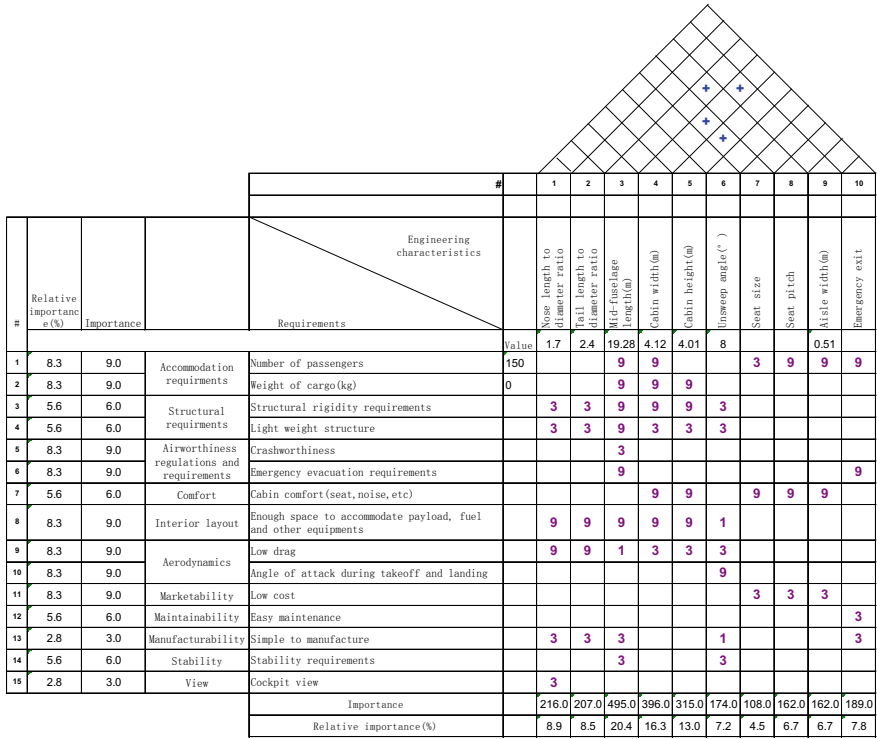 + +
+
+
# 1 2 3 4 5 6 7 8 9 10
# Relative importance(%) Importance Requirements Engineering characteristics Nose length to diameter ratio Tail length to diameter ratio Mid-fuselage length(m) Cabin width(m) Cabin height(m) Unsweep angle(°) Seat size Seat pitch Aisle width(m) Emergency exit
Value 1.7 2.4 19.28 4.12 4.01 8 0.51
1 8.3 9.0 Accommodation requirments Number of passengers 150 9 9 3 9 9 9
2 8.3 9.0 Weight of cargo(kg) 0 9 9 9
3 5.6 6.0 Structural requirments Structural rigidity requirements 3 3 9 9 9 3
4 5.6 6.0 Light weight structure 3 3 9 3 3 3
5 8.3 9.0 Airworthiness regulations and requirements Crashworthiness 3
6 8.3 9.0 Emergency evacuation requirements 9 9
7 5.6 6.0 Comfort Cabin comfort(seat,noise,etc) 9 9 9 9 9
8 8.3 9.0 Interior layout Enough space to accommodate payload, fuel and other equipments 9 9 9 9 9 1
9 8.3 9.0 Aerodynamics Low drag 9 9 1 3 3 3
10 8.3 9.0 Angle of attack during takeoff and landing 9
11 8.3 9.0 Marketability Low cost 3 3 3
12 5.6 6.0 Maintainability Easy maintenance 3
13 2.8 3.0 Manufacturability Simple to manufacture 3 3 3 1 3
14 5.6 6.0 Stability Stability requirements 3 3
15 2.8 3.0 View Cockpit view 3
Importance 216.0 207.0 495.0 396.0 315.0 174.0 108.0 162.0 162.0 189.0
Relative importance(%) 8.9 8.5 20.4 16.3 13.0 7.2 4.5 6.7 6.7 7.8